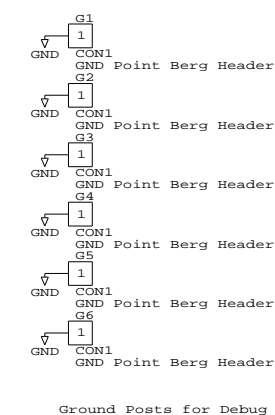 G1
1
GND
CON1
GND Point Berg Header
G2
1
GND
CON1
GND Point Berg Header
G3
1
GND
CON1
GND Point Berg Header
G4
1
GND
CON1
GND Point Berg Header
G5
1
GND
CON1
GND Point Berg Header
G6
1
GND
CON1
GND Point Berg Header
Ground Posts for Debug